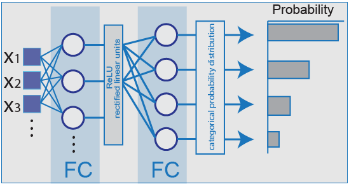 Probability
X1
X2
X3
ReLU
rectified linear units
categorical probability distribution
FC
FC